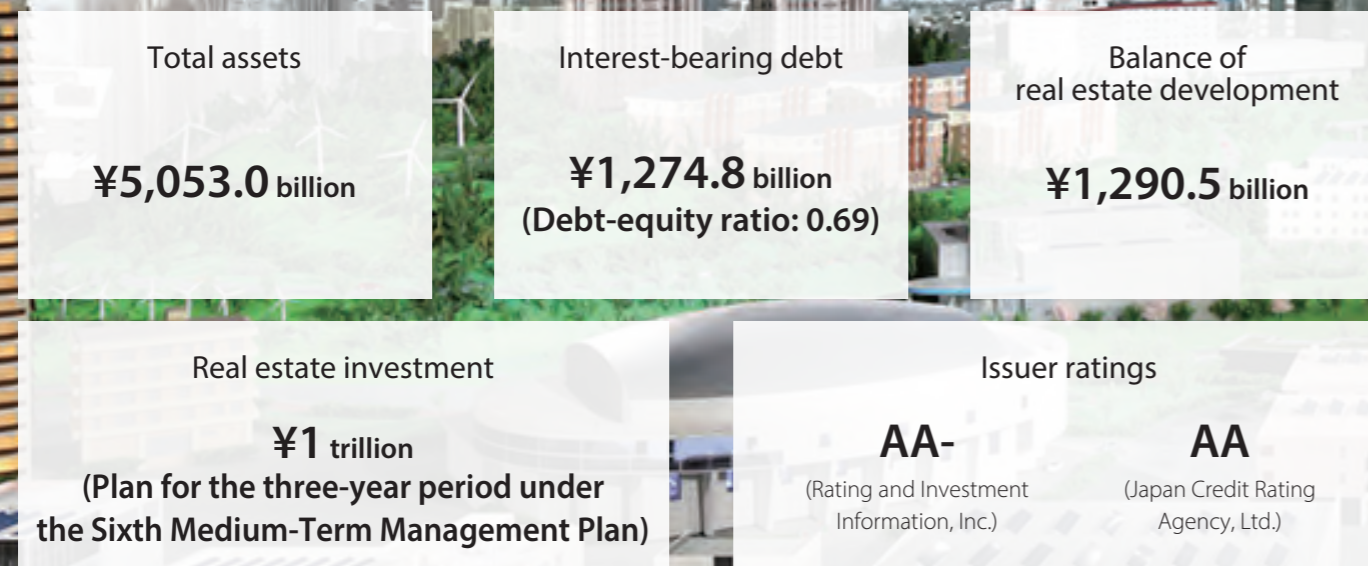 Total assets
¥5,053.0 billion
Interest-bearing debt
¥1,274.8 billion
(Debt-equity ratio: 0.69)
Balance of
real estate development
¥1,290.5 billion
Real estate investment
¥1 trillion
(Plan for the three-year period under
the Sixth Medium-Term Management Plan)
Issuer ratings
AA-
(Rating and Investment
Information, Inc.)
AA
(Japan Credit Rating
Agency, Ltd.)